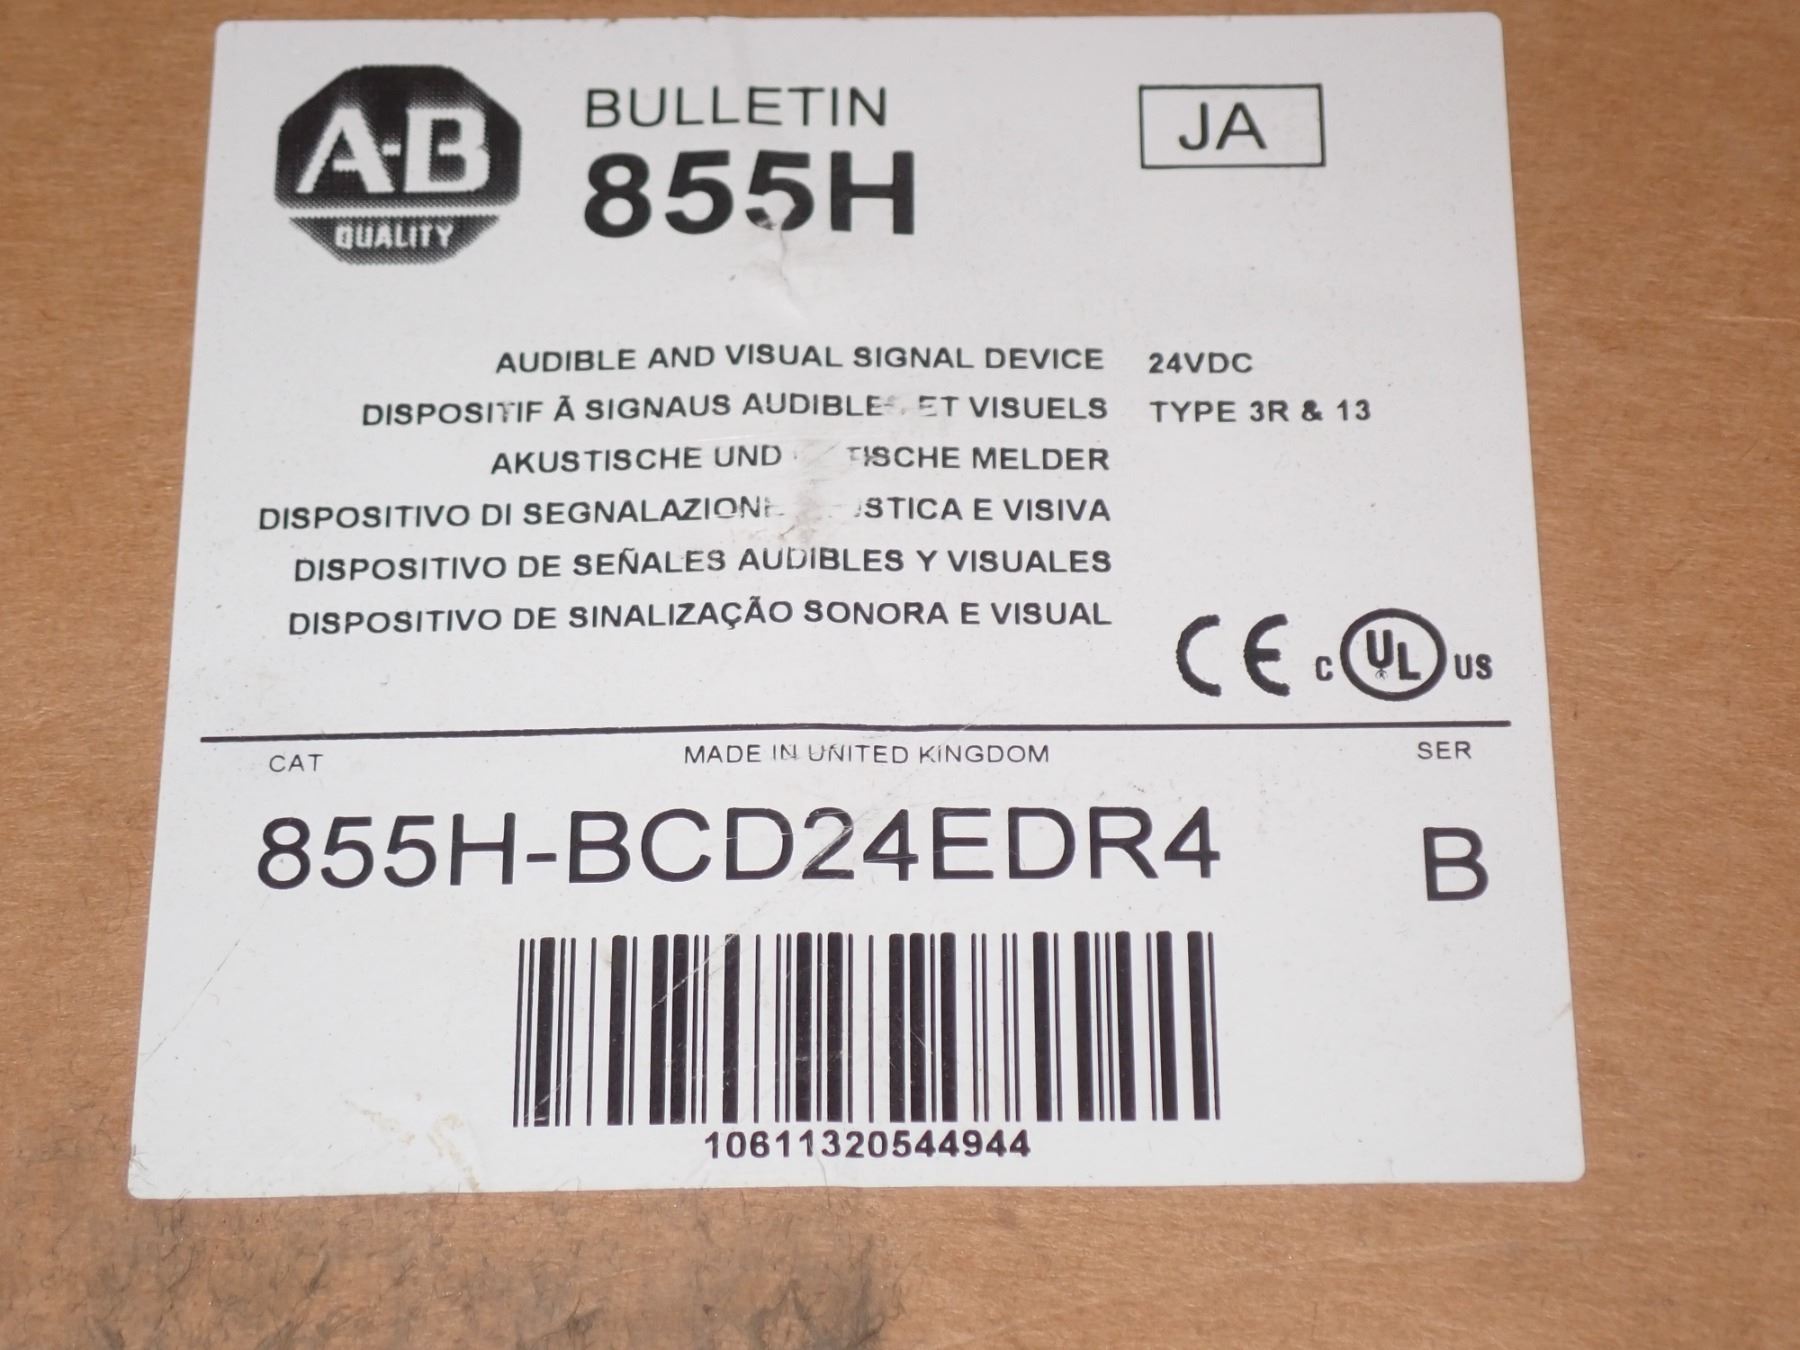 A-B
QUALITY
BULLETIN
855H
JA
AUDIBLE AND VISUAL SIGNAL DEVICE 24VDC
DISPOSITIF Ã SIGNAUS AUDIBLES ET VISUELS TYPE 3R & 13
AKUSTISCHE UND MELDER
DISPOSITIVO DI SEGNALAZIONE E VISIVA
DISPOSITIVO DE SEÑALES AUDIBLES Y VISUALES
DISPOSITIVO DE SINALIZAÇÃO SONORA E VISUAL
CE c UL US
CAT MADE IN UNITED KINGDOM SER
855H-BCD24EDR4 B
10611320544944